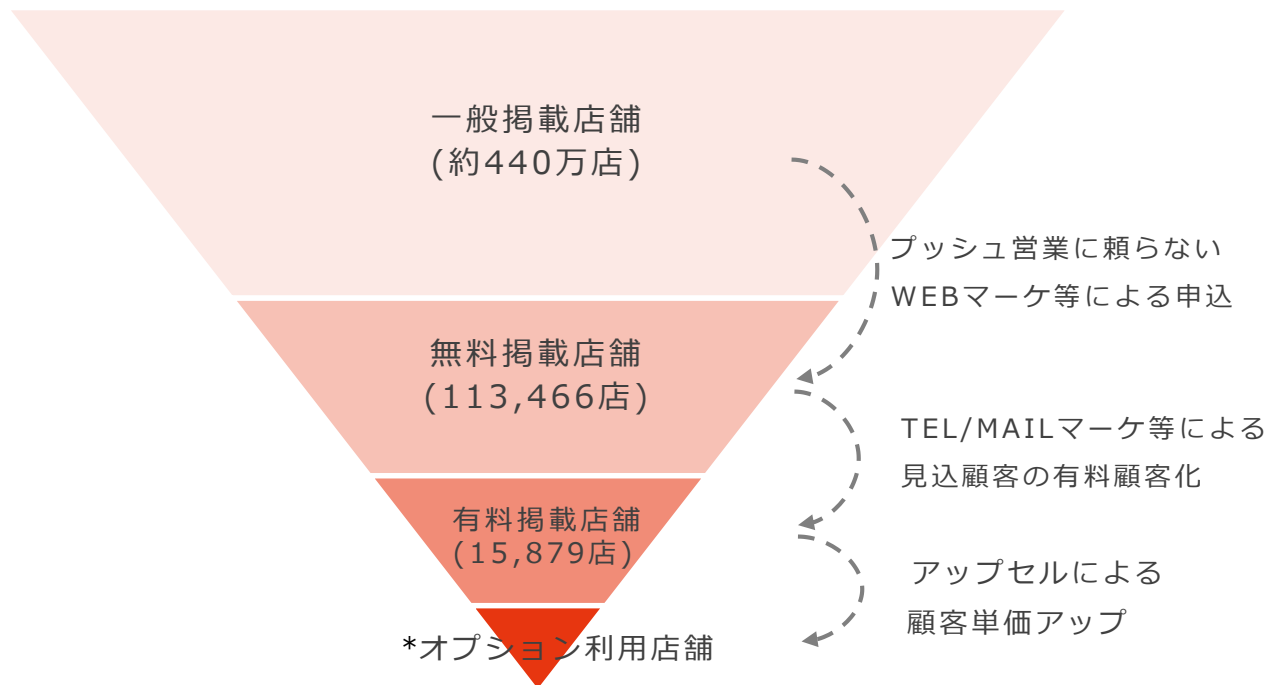 一般掲載店舗
(約440万店)
プッシュ営業に頼らない
WEBマーケ等による申込
無料掲載店舗
(113,466店)
TEL/MAILマーケ等による
見込顧客の有料顧客化
有料掲載店舗
(15,879店)
アップセルによる
顧客単価アップ
*オプション利用店舗